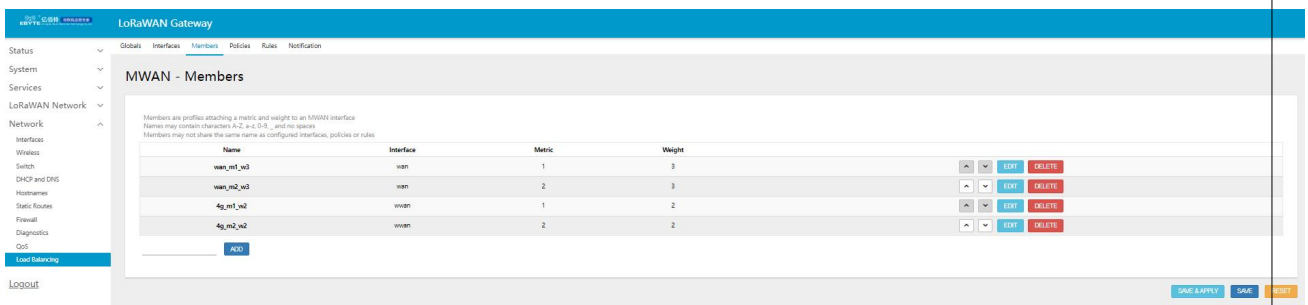 EBYTE 亿佰特
LoRaWAN Gateway
Status
System
Services
LoRaWAN Network
Network
Interfaces
Wireless
Switch
DHCP and DNS
Hostnames
Static Routes
Firewall
Diagnostics
QoS
Load Balancing
Logout
Globals Interfaces Members Policies Rules Notification
MWAN - Members
Members are profiles attaching a metric and weight to an MWAN interface
Names may contain characters A-Z, a-z, 0-9, _ and no spaces
Members may not share the same name as configured interfaces, policies or rules
Name Interface Metric Weight
wan_m1_w3 wan 1 3 EDIT DELETE
wan_m2_w3 wan 2 3 EDIT DELETE
4g_m1_w2 wwan 1 2 EDIT DELETE
4g_m2_w2 wwan 2 2 EDIT DELETE
ADD
SAVE & APPLY SAVE RESET